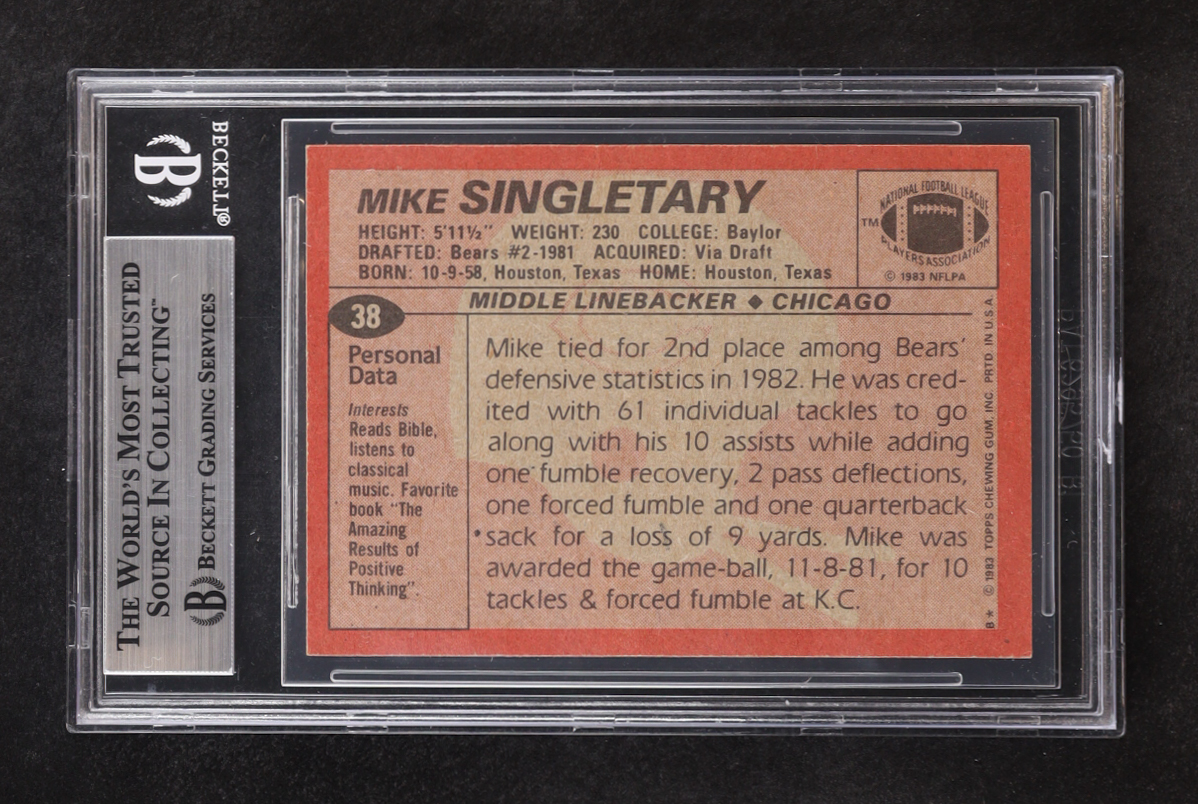 BECKETT®
THE WORLD'S MOST TRUSTED
SOURCE IN COLLECTING™
BECKETT GRADING SERVICES
MIKE SINGLETARY
HEIGHT: 5'11½" WEIGHT: 230 COLLEGE: Baylor
DRAFTED: Bears #2-1981 ACQUIRED: Via Draft
BORN: 10-9-58, Houston, Texas HOME: Houston, Texas
NATIONAL FOOTBALL LEAGUE
TM
PLAYERS ASSOCIATION
© 1983 NFLPA
38
MIDDLE LINEBACKER ◆ CHICAGO
Personal
Data
Interests
Reads Bible,
listens to
classical
music. Favorite
book "The
Amazing
Results of
Positive
Thinking".
Mike tied for 2nd place among Bears'
defensive statistics in 1982. He was cred-
ited with 61 individual tackles to go
along with his 10 assists while adding
one fumble recovery, 2 pass deflections,
one forced fumble and one quarterback
sack for a loss of 9 yards. Mike was
awarded the game-ball, 11-8-81, for 10
tackles & forced fumble at K.C.
B* © 1983 TOPPS CHEWING GUM, INC. PRTD. IN U.S.A.